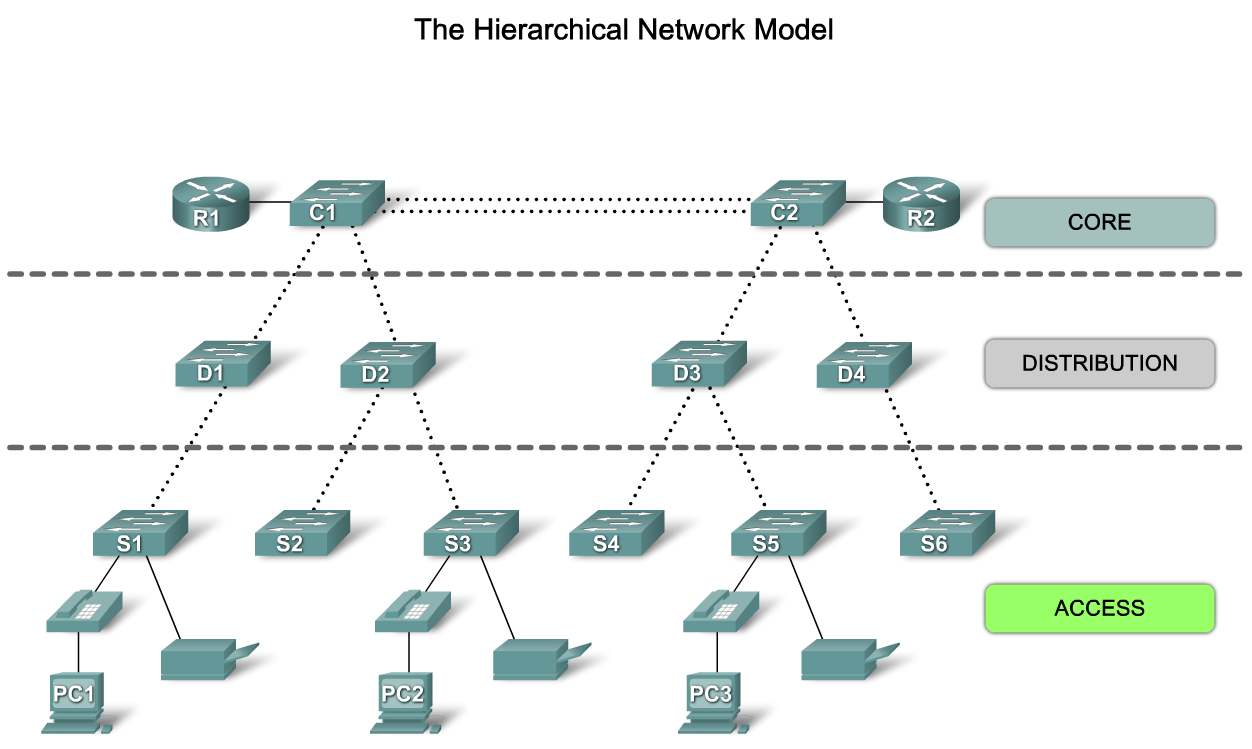 The Hierarchical Network Model
R1
C1
C2
R2
CORE
D1
D2
D3
D4
DISTRIBUTION
S1
S2
S3
S4
S5
S6
ACCESS
PC1
PC2
PC3